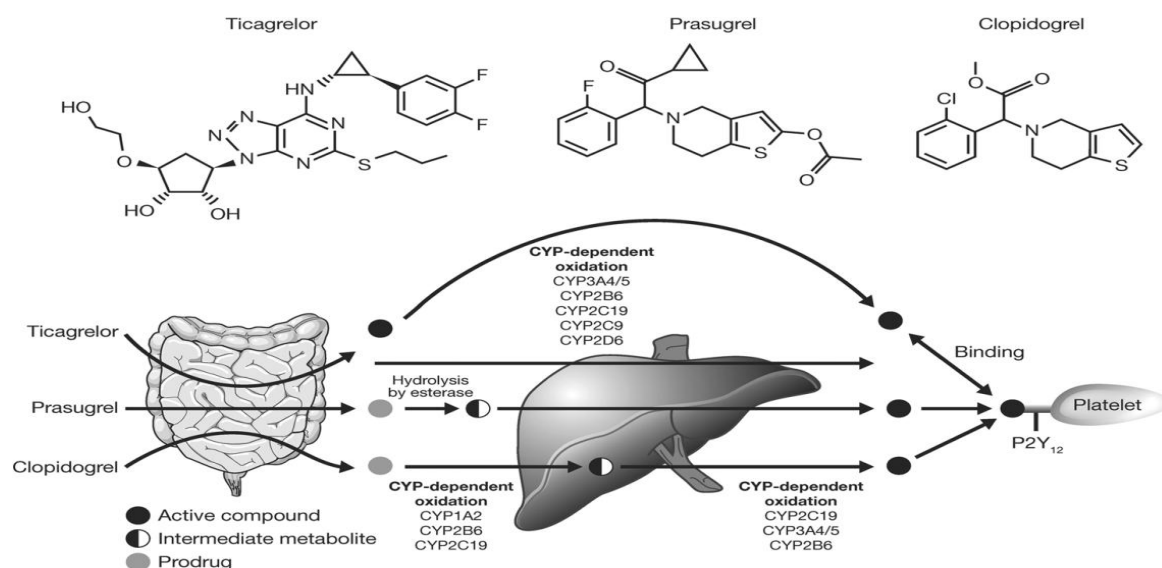 Ticagrelor
Prasugrel
Clopidogrel
HO
O
HO
OH
N
N
N
HN
N
N
S
F
F
O
F
N
S
O
O
O
O
Cl
N
S
CYP-dependent
oxidation
CYP3A4/5
CYP2B6
CYP2C19
CYP2C9
CYP2D6
Ticagrelor
Prasugrel
Clopidogrel
Hydrolysis
by esterase
Binding
Platelet
P2Y12
CYP-dependent
oxidation
CYP1A2
CYP2B6
CYP2C19
CYP-dependent
oxidation
CYP2C19
CYP3A4/5
CYP2B6
Active compound
Intermediate metabolite
Prodrug